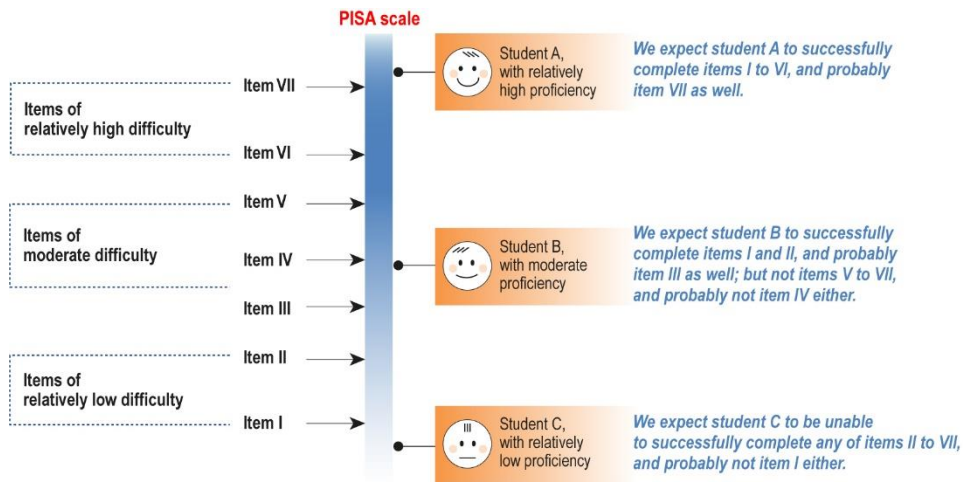 PISA scale
Item VII
Items of
relatively high difficulty
Item VI
Item V
Items of
moderate difficulty
Item IV
Item III
Item II
Items of
relatively low difficulty
Item I
Student A,
with relatively
high proficiency
We expect student A to successfully
complete items I to VI, and probably
item VII as well.
Student B,
with moderate
proficiency
We expect student B to successfully
complete items I and II, and probably
item III as well; but not items V to VII,
and probably not item IV either.
Student C,
with relatively
low proficiency
We expect student C to be unable
to successfully complete any of items II to VII,
and probably not item I either.